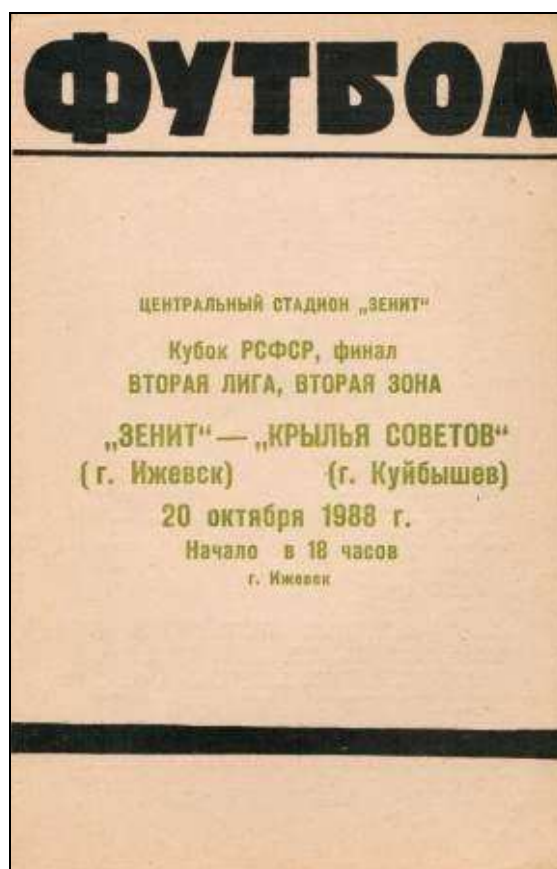 ФУТБОЛ
ЦЕНТРАЛЬНЫЙ СТАДИОН „ЗЕНИТ“
Кубок РСФСР, финал
ВТОРАЯ ЛИГА, ВТОРАЯ ЗОНА
„ЗЕНИТ“ — „КРЫЛЬЯ СОВЕТОВ“
(г. Ижевск) (г. Куйбышев)
20 октября 1988 г.
Начало в 18 часов
г. Ижевск